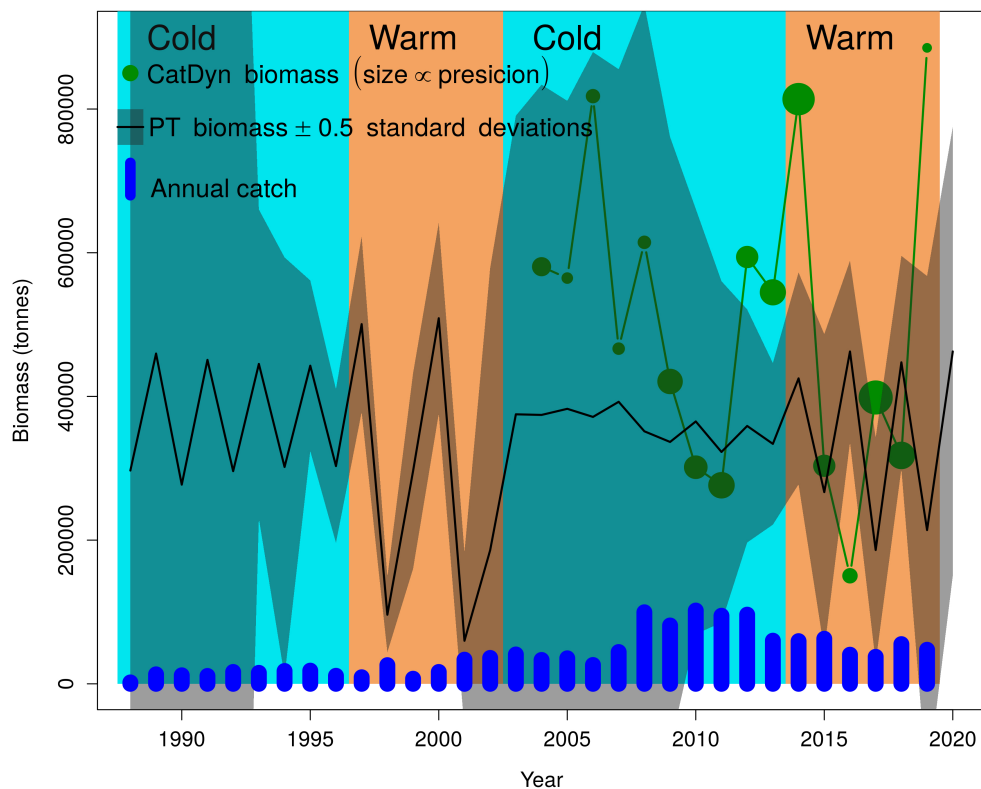 Cold Warm Cold Warm
CatDyn biomass (size ∝ presicion)
PT biomass ± 0.5 standard deviations
Annual catch
800000
600000
400000
200000
0
Biomass (tonnes)
1990 1995 2000 2005 2010 2015 2020
Year